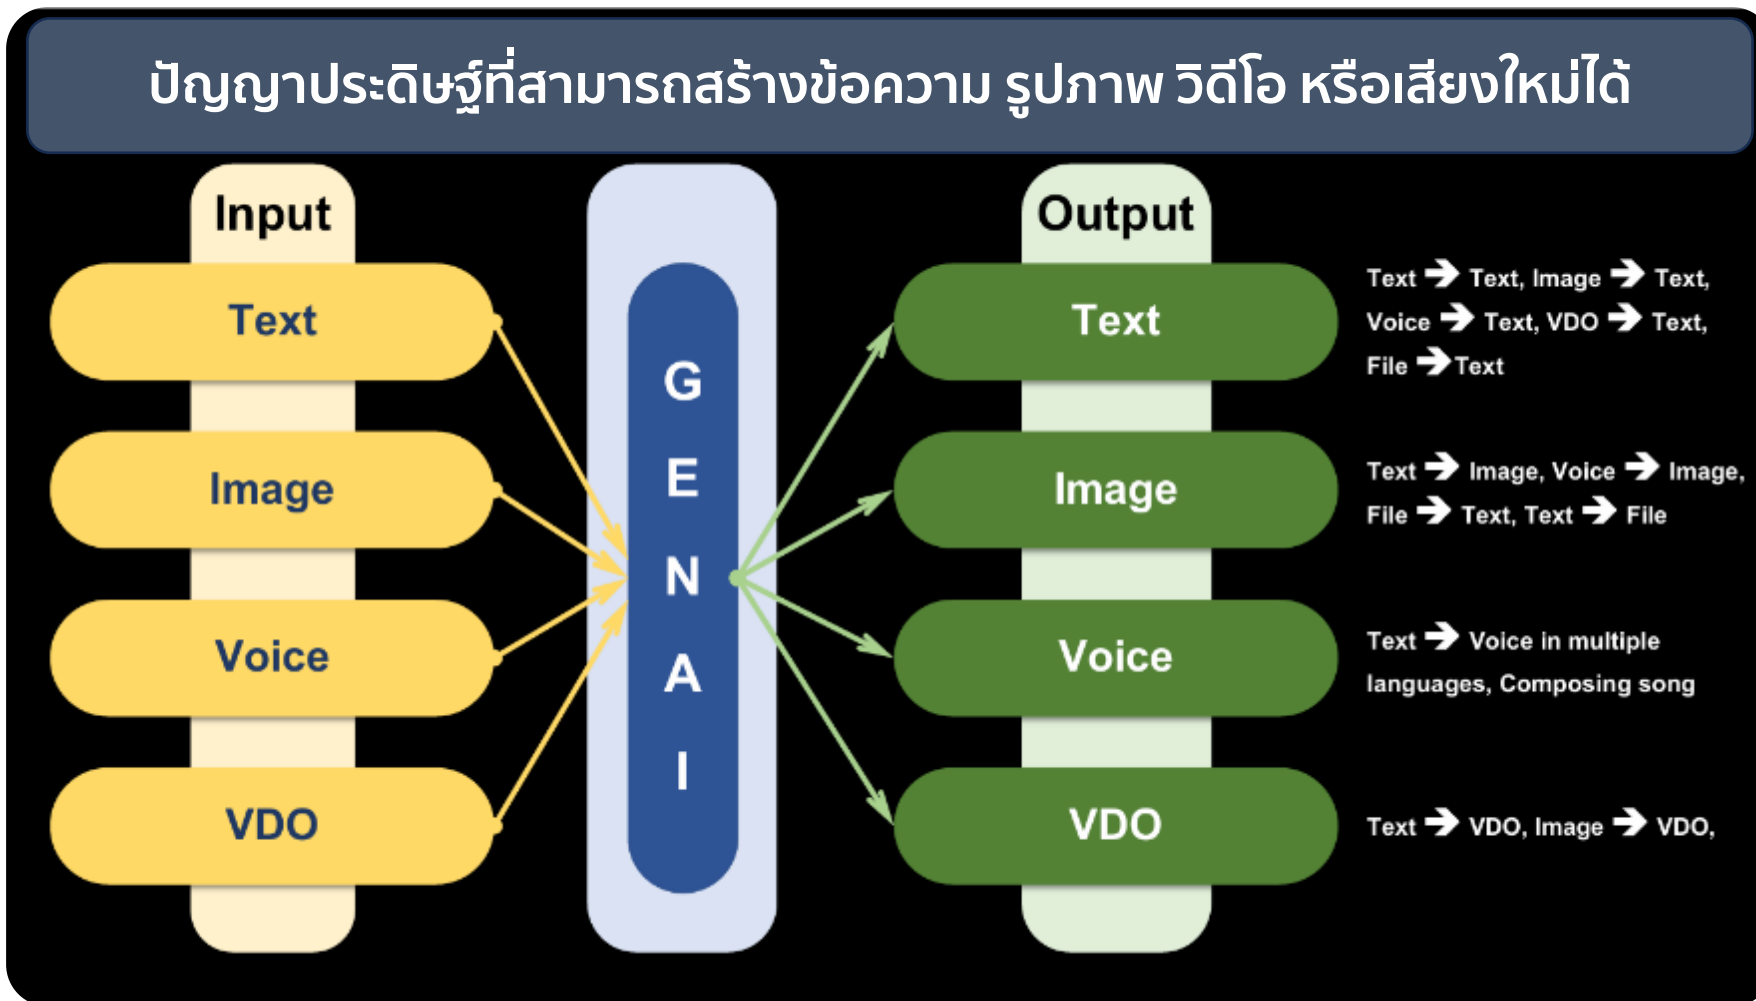 ปัญญาประดิษฐ์ที่สามารถสร้างข้อความ รูปภาพ วิดีโอ หรือเสียงใหม่ได้
Input
Text
Image
Voice
VDO
G
E
N
A
I
Output
Text
Text ➔ Text, Image ➔ Text,
Voice ➔ Text, VDO ➔ Text,
File ➔Text
Image
Text ➔ Image, Voice ➔ Image,
File ➔ Text, Text ➔ File
Voice
Text ➔ Voice in multiple
languages, Composing song
VDO
Text ➔ VDO, Image ➔ VDO,